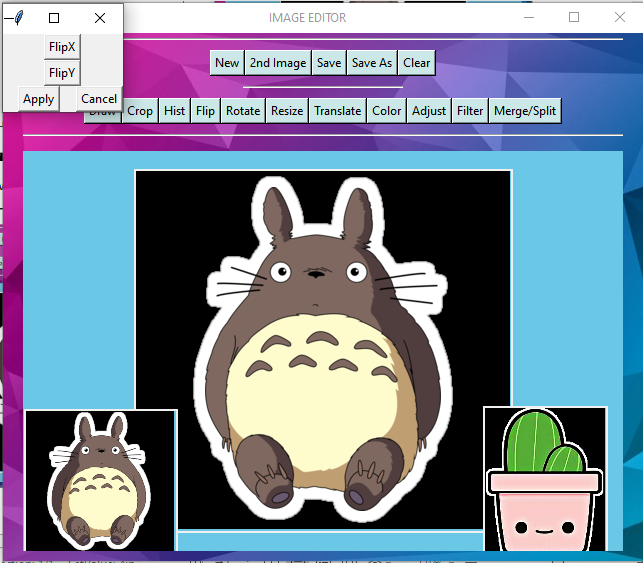 IMAGE EDITOR
FlipX
FlipY
Apply Cancel
New 2nd Image Save Save As Clear
Draw Crop Hist Flip Rotate Resize Translate Color Adjust Filter Merge/Split